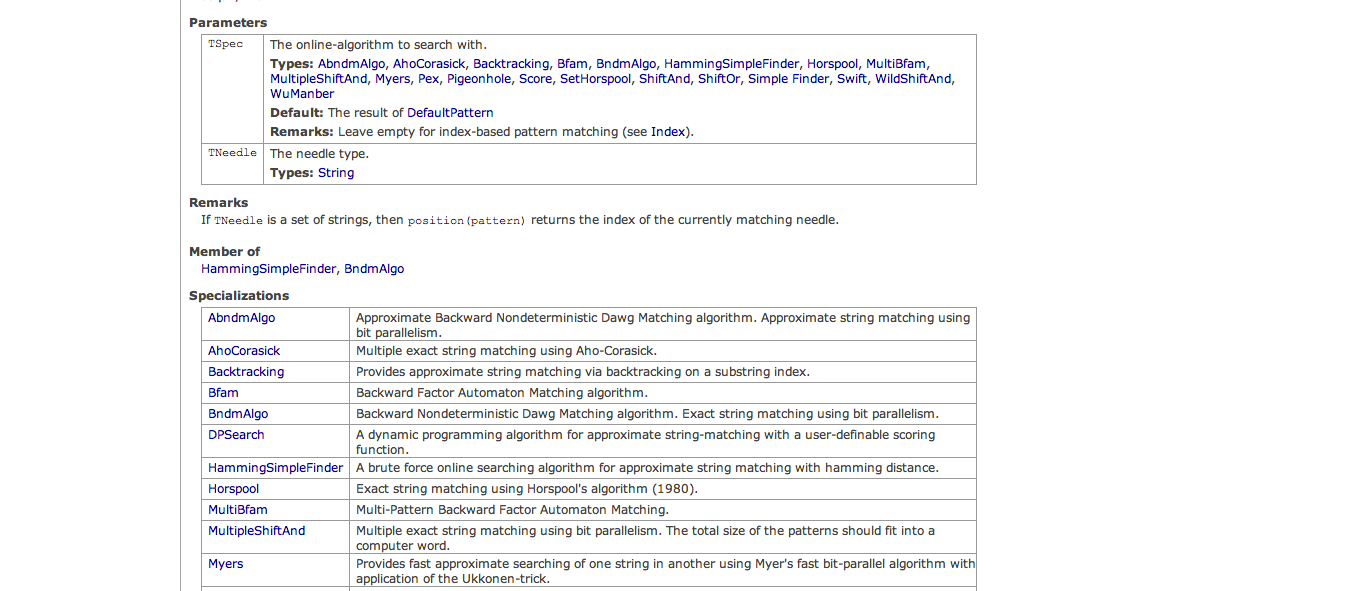 Parameters
TSpec The online-algorithm to search with.
Types: AbndmAlgo, AhoCorasick, Backtracking, Bfam, BndmAlgo, HammingSimpleFinder, Horspool, MultiBfam,
MultipleShiftAnd, Myers, Pex, Pigeonhole, Score, SetHorspool, ShiftAnd, ShiftOr, Simple Finder, Swift, WildShiftAnd,
WuManber
Default: The result of DefaultPattern
Remarks: Leave empty for index-based pattern matching (see Index).
TNeedle The needle type.
Types: String
Remarks
If TNeedle is a set of strings, then position(pattern) returns the index of the currently matching needle.
Member of
HammingSimpleFinder, BndmAlgo
Specializations
AbndmAlgo Approximate Backward Nondeterministic Dawg Matching algorithm. Approximate string matching using
bit parallelism.
AhoCorasick Multiple exact string matching using Aho-Corasick.
Backtracking Provides approximate string matching via backtracking on a substring index.
Bfam Backward Factor Automaton Matching algorithm.
BndmAlgo Backward Nondeterministic Dawg Matching algorithm. Exact string matching using bit parallelism.
DPSearch A dynamic programming algorithm for approximate string-matching with a user-definable scoring
function.
HammingSimpleFinder A brute force online searching algorithm for approximate string matching with hamming distance.
Horspool Exact string matching using Horspool's algorithm (1980).
MultiBfam Multi-Pattern Backward Factor Automaton Matching.
MultipleShiftAnd Multiple exact string matching using bit parallelism. The total size of the patterns should fit into a
computer word.
Myers Provides fast approximate searching of one string in another using Myer's fast bit-parallel algorithm with
application of the Ukkonen-trick.